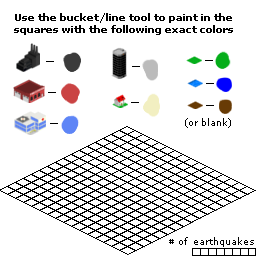 Use the bucket/line tool to paint in the
squares with the following exact colors
(or blank)
# of earthquakes